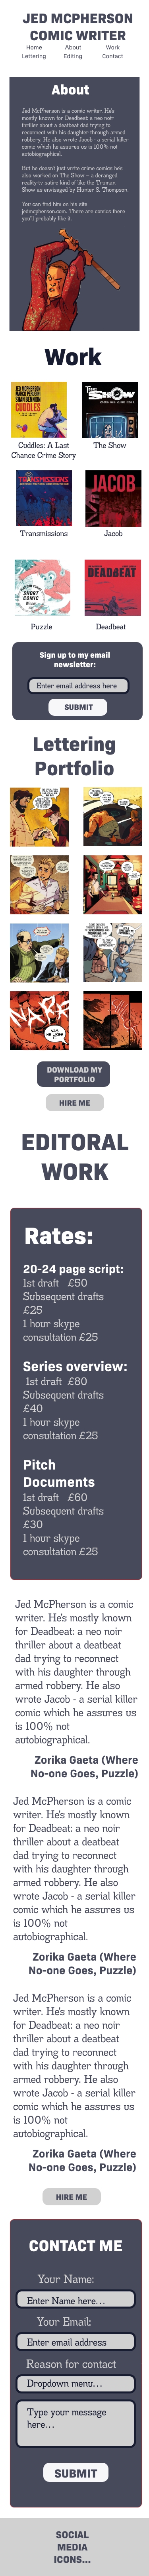 JED MCPHERSON
COMIC WRITER
Home About Work
Lettering Editing Contact
About
Jed McPherson is a comic writer. He's
mostly known for Deadbeat: a neo noir
thriller about a deatbeat dad trying to
reconnect with his daughter through armed
robbery. He also wrote Jacob - a serial killer
comic which he assures us is 100% not
autobiographical.
But he doesn't just write crime comics he's
also worked on The Show - a deranged
reality-tv satire kind of like the Truman
Show as envisaged by Hunter S. Thompson.
You can find him on his site
jedmcpherson.com. There are comics there
you'll probably like it.
Work
JED MCPHERSON
CUDDLES
THE SHOW
Cuddles: A Last
Chance Crime Story
The Show
TRANSMISSIONS
JACOB
Transmissions
Jacob
SHORT
COMIC
DEADBEAT
Puzzle
Deadbeat
Sign up to my email
newsletter:
Enter email address here
SUBMIT
Lettering
Portfolio
DOWNLOAD MY
PORTFOLIO
HIRE ME
EDITORAL
WORK
Rates:
20-24 page script:
1st draft £50
Subsequent drafts
£25
1 hour skype
consultation £25
Series overview:
1st draft £80
Subsequent drafts
£40
1 hour skype
consultation £25
Pitch
Documents
1st draft £60
Subsequent drafts
£30
1 hour skype
consultation £25
Jed McPherson is a comic
writer. He's mostly known
for Deadbeat: a neo noir
thriller about a deatbeat
dad trying to reconnect
with his daughter through
armed robbery. He also
wrote Jacob - a serial killer
comic which he assures us
is 100% not
autobiographical.
Zorika Gaeta (Where
No-one Goes, Puzzle)
Jed McPherson is a comic
writer. He's mostly known
for Deadbeat: a neo noir
thriller about a deatbeat
dad trying to reconnect
with his daughter through
armed robbery. He also
wrote Jacob - a serial killer
comic which he assures us
is 100% not
autobiographical.
Zorika Gaeta (Where
No-one Goes, Puzzle)
Jed McPherson is a comic
writer. He's mostly known
for Deadbeat: a neo noir
thriller about a deatbeat
dad trying to reconnect
with his daughter through
armed robbery. He also
wrote Jacob - a serial killer
comic which he assures us
is 100% not
autobiographical.
Zorika Gaeta (Where
No-one Goes, Puzzle)
HIRE ME
CONTACT ME
Your Name:
Enter Name here...
Your Email:
Enter email address
Reason for contact
Dropdown menu...
Type your message
here...
SUBMIT
SOCIAL
MEDIA
ICONS...